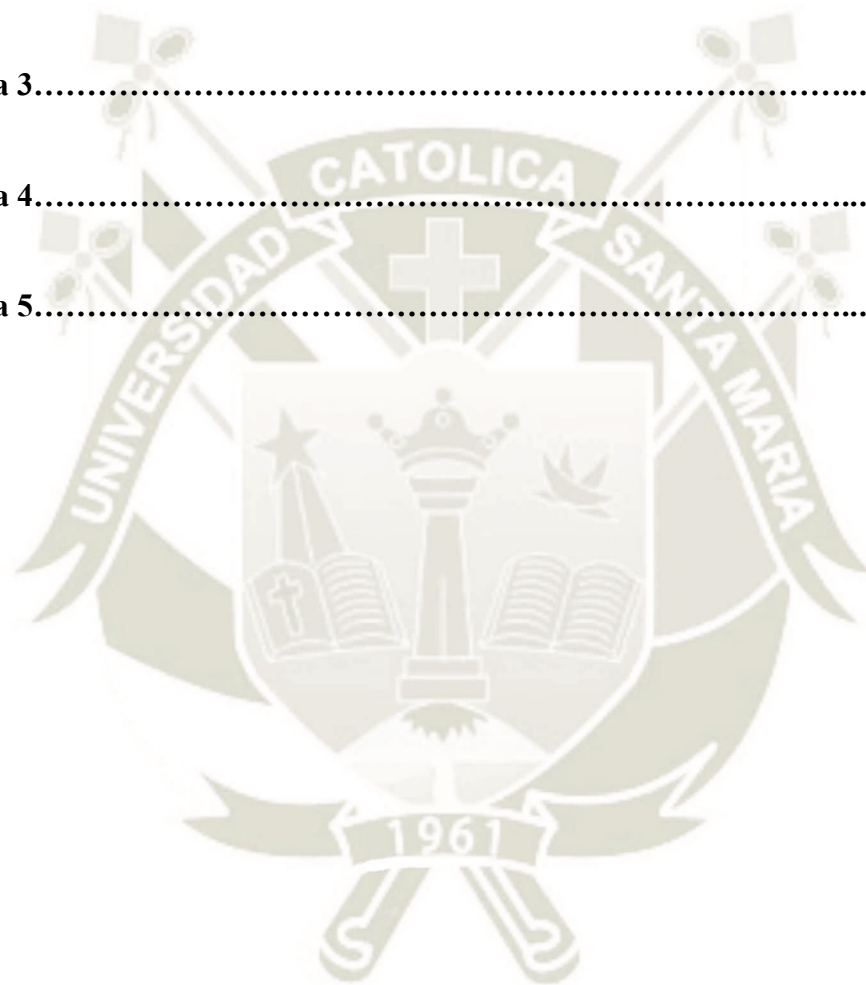 a 3…………………………………………………………………....
CATOLICA
a 4…………………………………………………………………....
UNIVERSIDAD
SANTA MARIA
a 5…………………………………………………………………....
1961